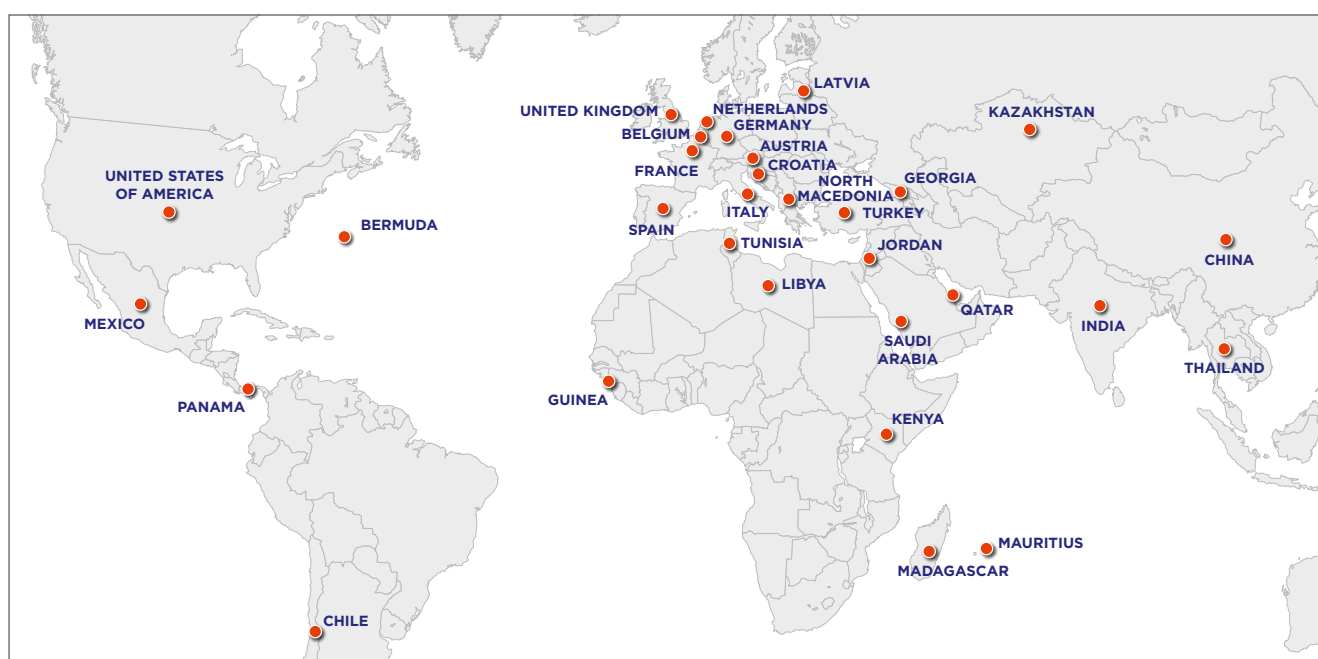 LATVIA
UNITED KINGDOM
NETHERLANDS
KAZAKHSTAN
BELGIUM
GERMANY
AUSTRIA
FRANCE
CROATIA
UNITED STATES
OF AMERICA
NORTH
MACEDONIA
GEORGIA
ITALY
TURKEY
BERMUDA
SPAIN
TUNISIA
JORDAN
CHINA
LIBYA
MEXICO
QATAR
INDIA
SAUDI
ARABIA
THAILAND
PANAMA
GUINEA
KENYA
MAURITIUS
MADAGASCAR
CHILE